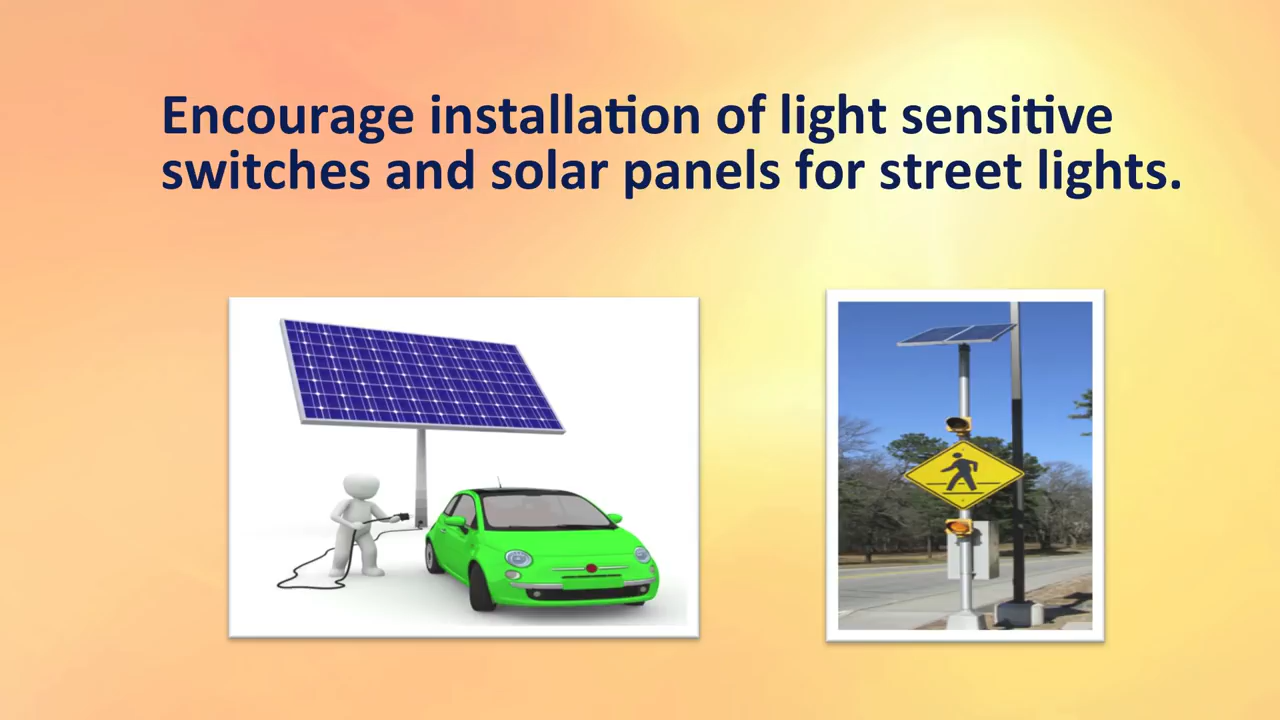 Encourage installation of light sensitive
switches and solar panels for street lights.